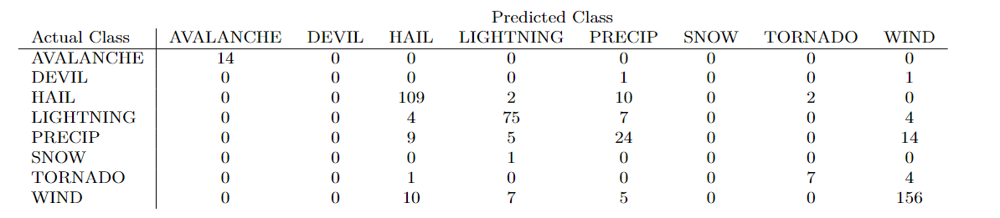 Predicted Class
Actual Class AVALANCHE DEVIL HAIL LIGHTNING PRECIP SNOW TORNADO WIND
AVALANCHE 14 0 0 0 0 0 0 0
DEVIL 0 0 0 0 1 0 0 1
HAIL 0 0 109 2 10 0 2 0
LIGHTNING 0 0 4 75 7 0 0 4
PRECIP 0 0 9 5 24 0 0 14
SNOW 0 0 0 1 0 0 0 0
TORNADO 0 0 1 0 0 0 7 4
WIND 0 0 10 7 5 0 0 156